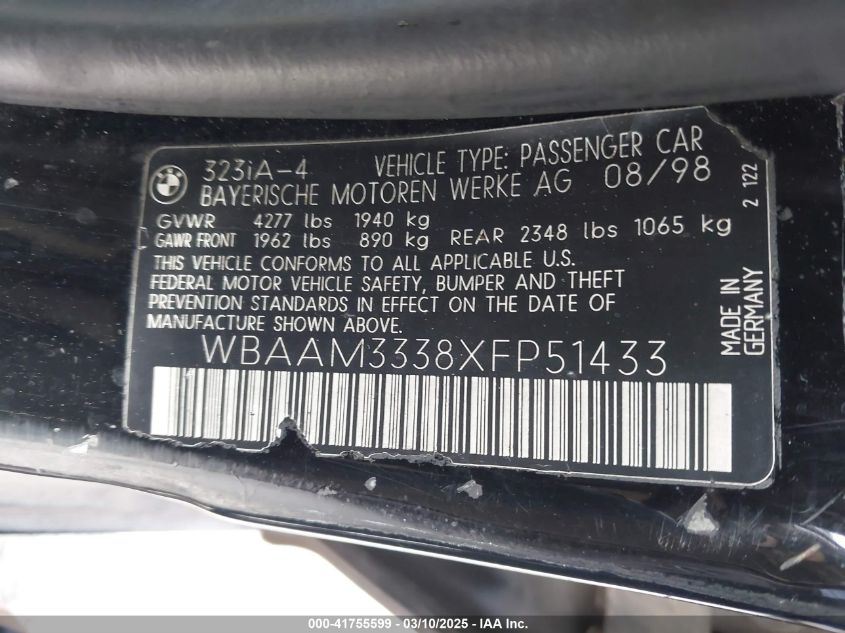 BMW
323iA-4 VEHICLE TYPE: PASSENGER CAR
BAYERISCHE MOTOREN WERKE AG 08/98
GVWR 4277 lbs 1940 kg
GAWR FRONT 1962 lbs 890 kg REAR 2348 lbs 1065 kg
THIS VEHICLE CONFORMS TO ALL APPLICABLE U.S.
FEDERAL MOTOR VEHICLE SAFETY, BUMPER AND THEFT
PREVENTION STANDARDS IN EFFECT ON THE DATE OF
MANUFACTURE SHOWN ABOVE.
WBAAM3338XFP51433
2 122
MADE IN
GERMANY
000-41755599 - 03/10/2025 - IAA Inc.